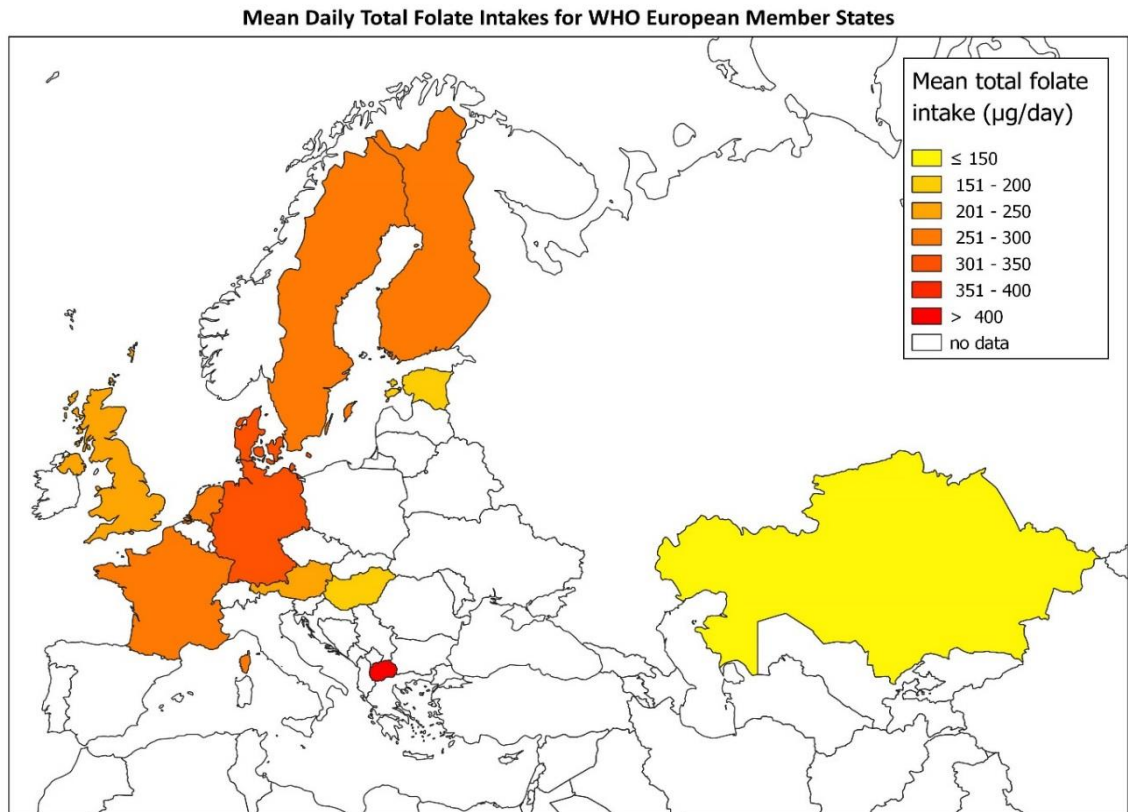 Mean Daily Total Folate Intakes for WHO European Member States
Mean total folate
intake (µg/day)
≤ 150
151 - 200
201 - 250
251 - 300
301 - 350
351 - 400
> 400
no data